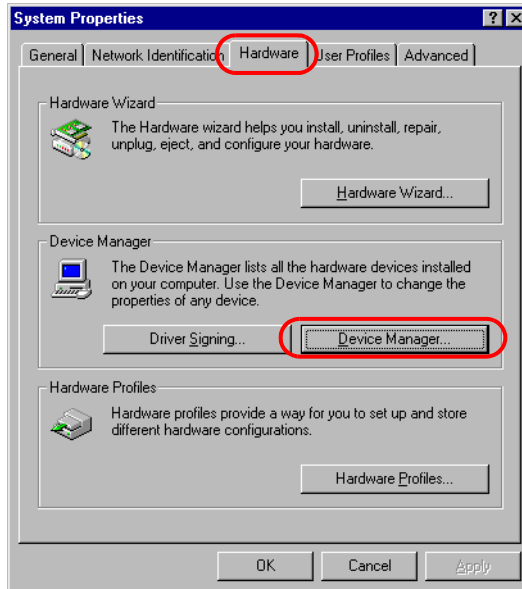 System Properties
General Network Identification Hardware User Profiles Advanced
Hardware Wizard
The Hardware wizard helps you install, uninstall, repair,
unplug, eject, and configure your hardware.
Hardware Wizard...
Device Manager
The Device Manager lists all the hardware devices installed
on your computer. Use the Device Manager to change the
properties of any device.
Driver Signing... Device Manager...
Hardware Profiles
Hardware profiles provide a way for you to set up and store
different hardware configurations.
Hardware Profiles...
OK Cancel Apply